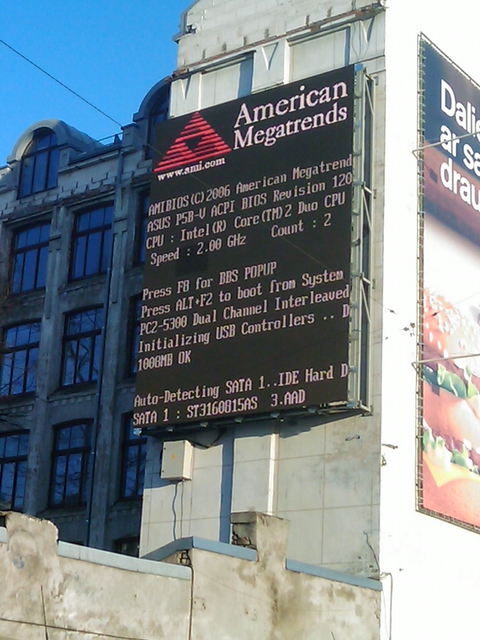 American
Megatrends
www.ami.com
AMIBIOS(C)2006 American Megatrend
ASUS P5B-V ACPI BIOS Revision 120
CPU : Intel(R) Core(TM)2 Duo CPU
Speed : 2.00 GHz Count : 2
Press F8 for BBS POPUP
Press ALT+F2 to boot from System
PC2-5300 Dual Channel Interleaved
Initializing USB Controllers .. D
1008MB OK
Auto-Detecting SATA 1..IDE Hard D
SATA 1 : ST3160815AS 3.AAD
Dalie
ar sa
drau